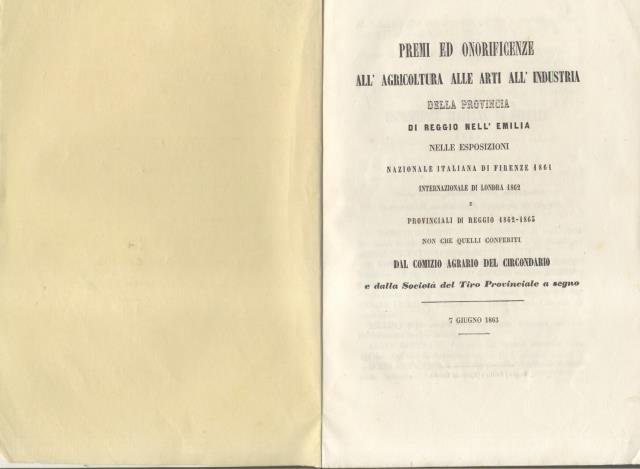 PREMI ED ONORIFICENZE
ALL' AGRICOLTURA ALLE ARTI ALL' INDUSTRIA
DELLA PROVINCIA
DI REGGIO NELL' EMILIA
NELLE ESPOSIZIONI
NAZIONALE ITALIANA DI FIRENZE 1861
INTERNAZIONALE DI LONDRA 1862
E
PROVINCIALI DI REGGIO 1862-1863
NON CHE QUELLI CONFERITI
DAL COMIZIO AGRARIO DEL CIRCONDARIO
e dalla Società del Tiro Provinciale a segno
7 GIUGNO 1863